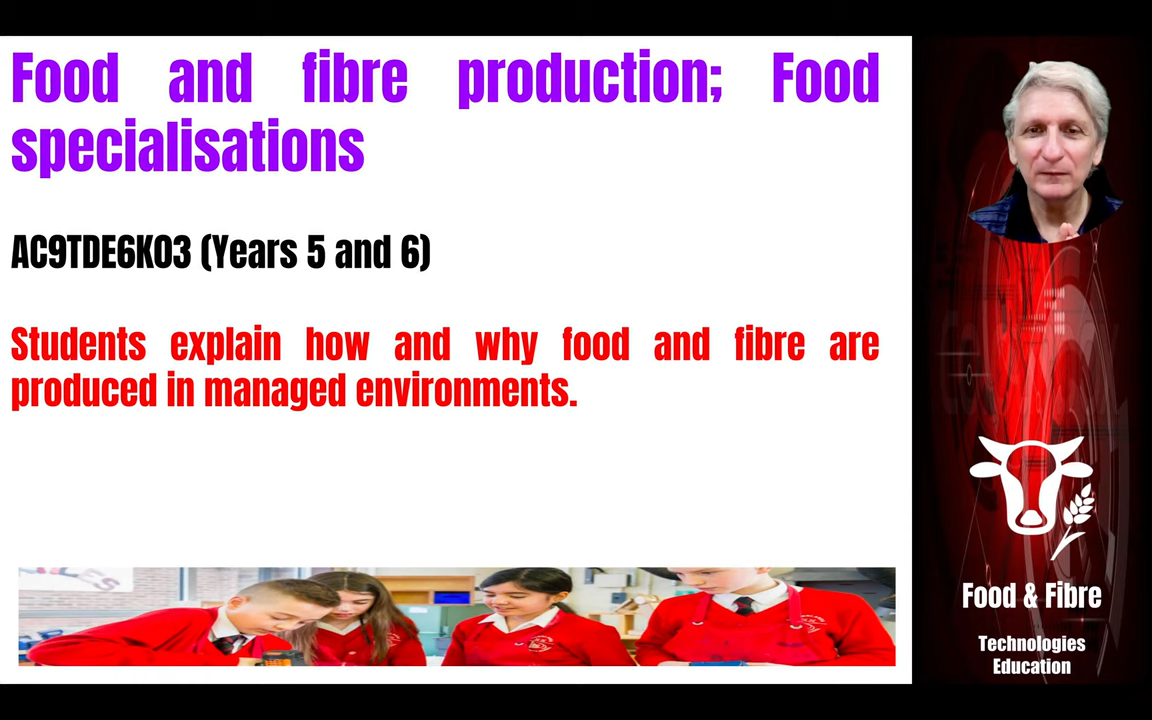 Food and fibre production; Food
specialisations
AC9TDE6K03 (Years 5 and 6)
Students explain how and why food and fibre are
produced in managed environments.
Food & Fibre
Technologies
Education